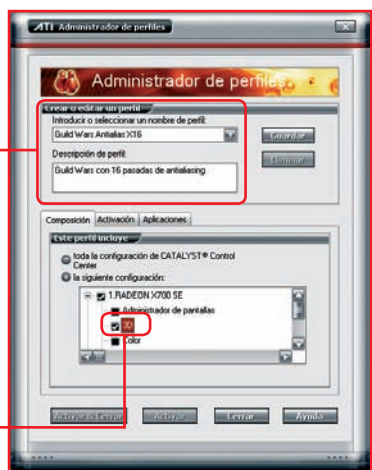 ATI Administrador de perfiles
Administrador de perfiles
Crear o editar un perfil
Introducir o seleccionar un nombre de perfil:
Guild Wars Antialias X16
Guardar
Descripción de perfil:
Eliminar
Guild Wars con 16 pasadas de antialiasing.
Composición Activación Aplicaciones
Este perfil incluye
toda la configuración de CATALYST® Control
Center
la siguiente configuración:
1.RADEON X700 SE
Administrador de pantallas
3D
Color
Activar & Cerrar Activar Cerrar Ayuda